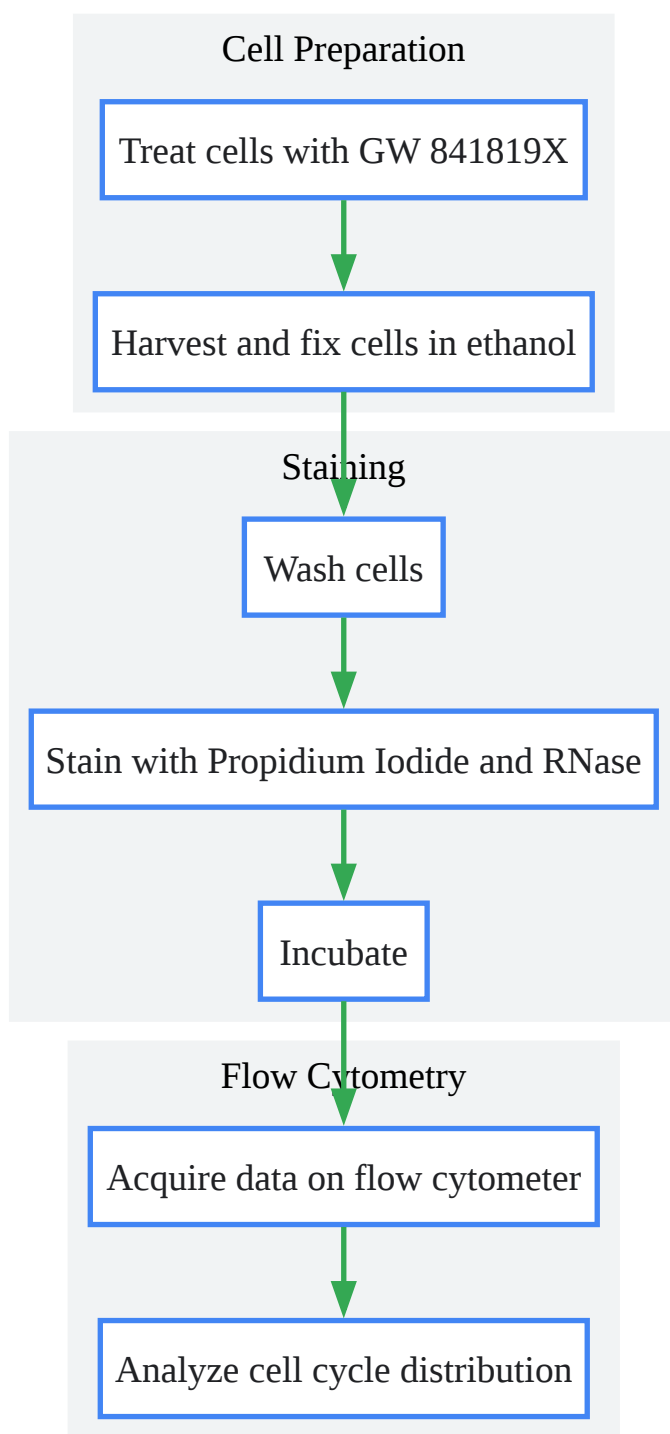 Cell Preparation
Treat cells with GW 841819X
Harvest and fix cells in ethanol
Staining
Wash cells
Stain with Propidium Iodide and RNase
Incubate
Flow Cytometry
Acquire data on flow cytometer
Analyze cell cycle distribution